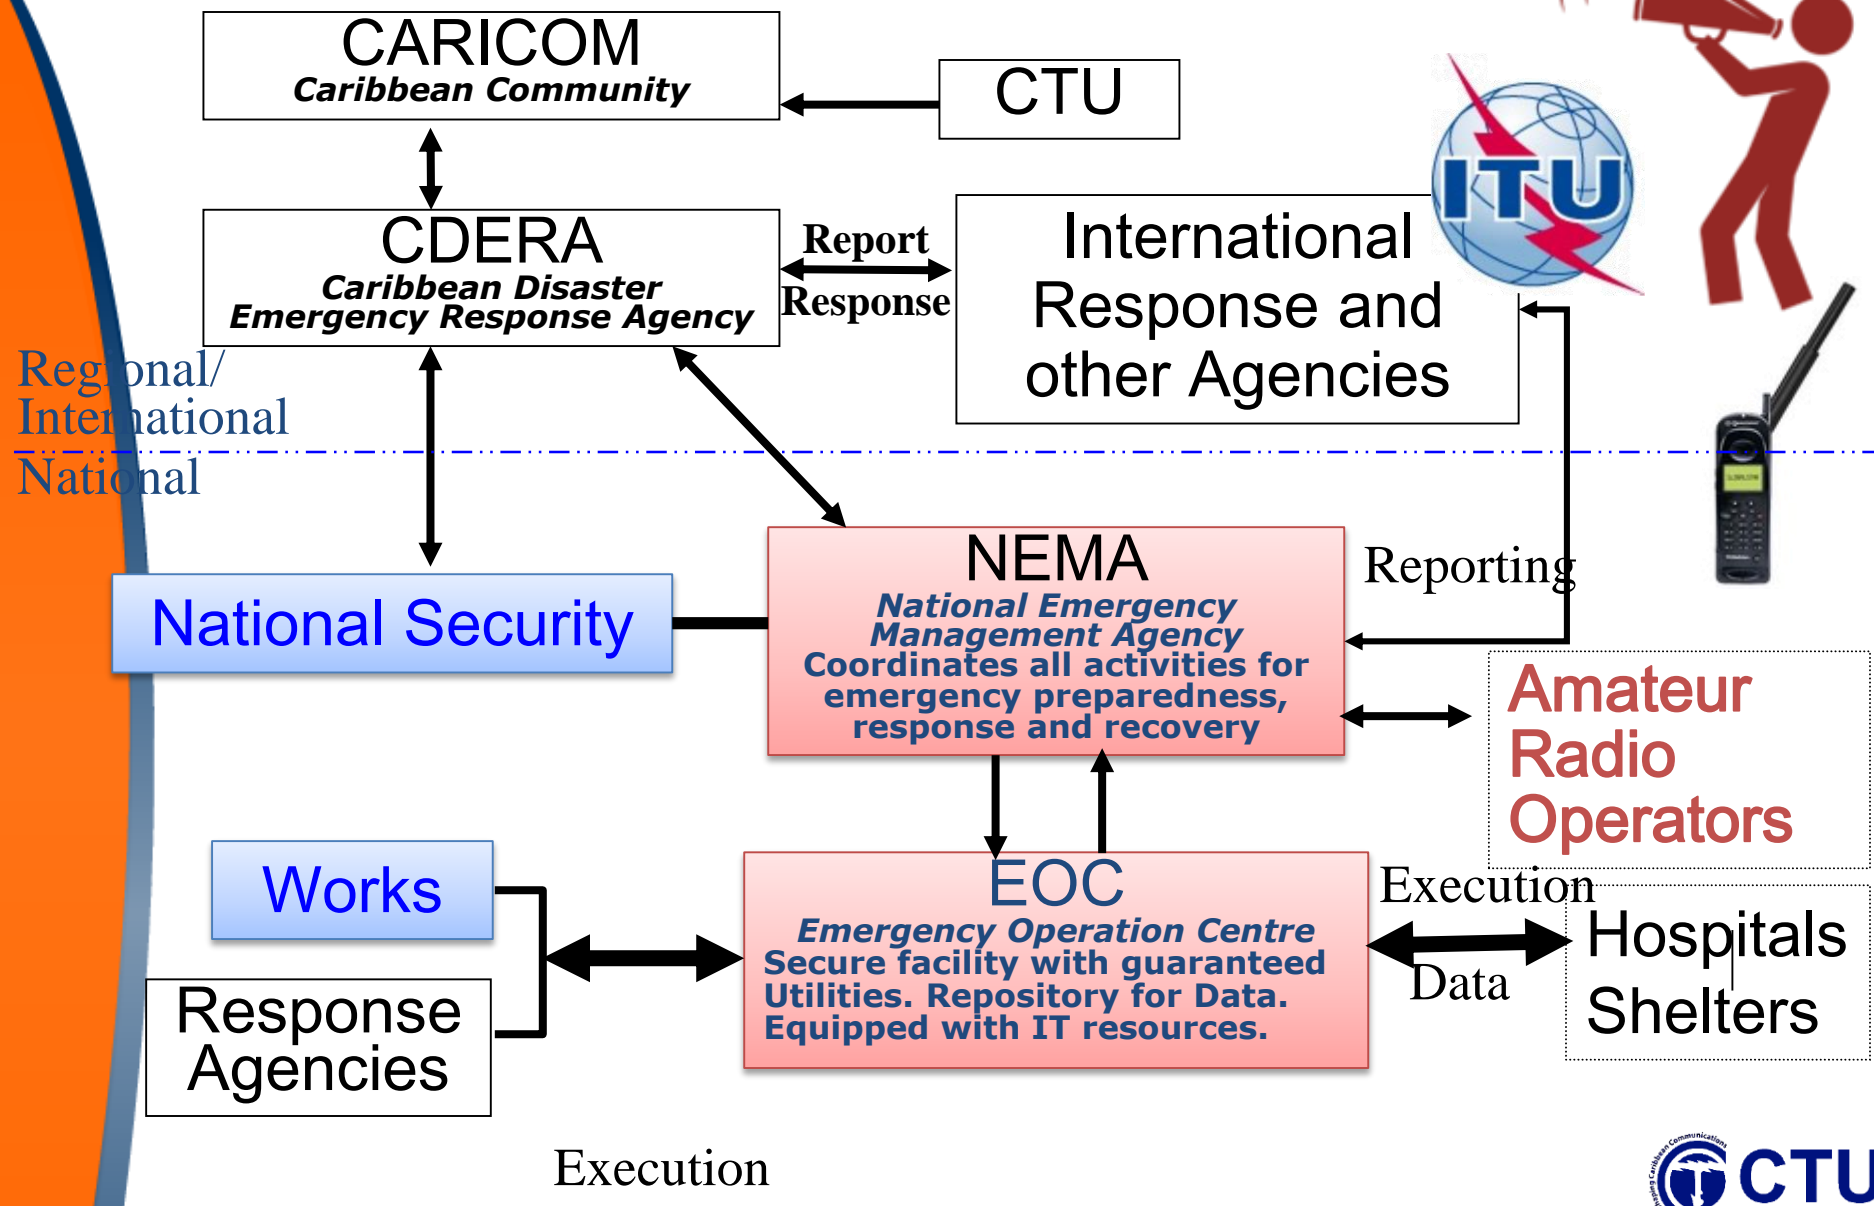 CARICOM
Caribbean Community
CTU
ITU
CDERA
Caribbean Disaster
Emergency Response Agency
Report
Response
International
Response and
other Agencies
Regional/
International
National
National Security
NEMA
National Emergency
Management Agency
Coordinates all activities for
emergency preparedness,
response and recovery
Reporting
Amateur
Radio
Operators
Works
Response
Agencies
EOC
Emergency Operation Centre
Secure facility with guaranteed
Utilities. Repository for Data.
Equipped with IT resources.
Execution
Data
Hospitals
Shelters
Execution
CTU